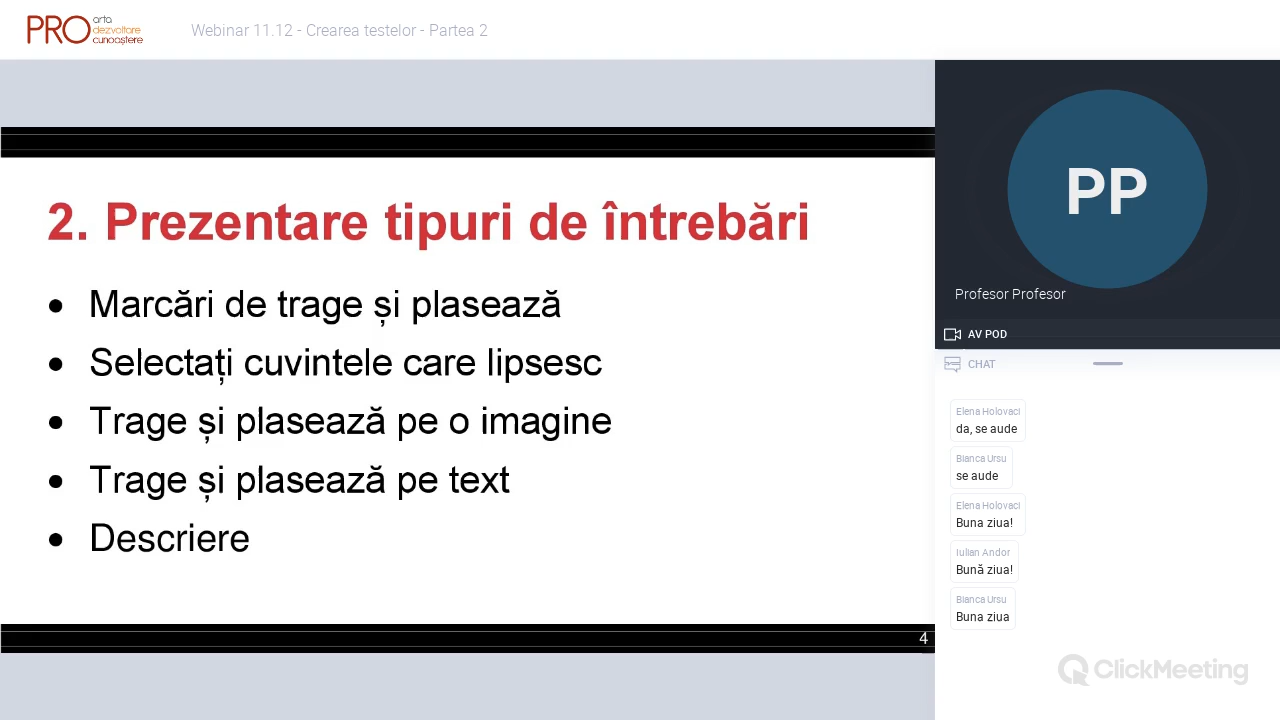 PRO arta
dezvoltare
cunoaștere
Webinar 11.12 - Crearea testelor - Partea 2
2. Prezentare tipuri de întrebări
• Marcări de trage și plasează
• Selectați cuvintele care lipsesc
• Trage și plasează pe o imagine
• Trage și plasează pe text
• Descriere
4
PP
Profesor Profesor
AV POD
CHAT
Elena Holovaci
da, se aude
Bianca Ursu
se aude
Elena Holovaci
Buna ziua!
Iulian Andor
Bună ziua!
Bianca Ursu
Buna ziua
ClickMeeting